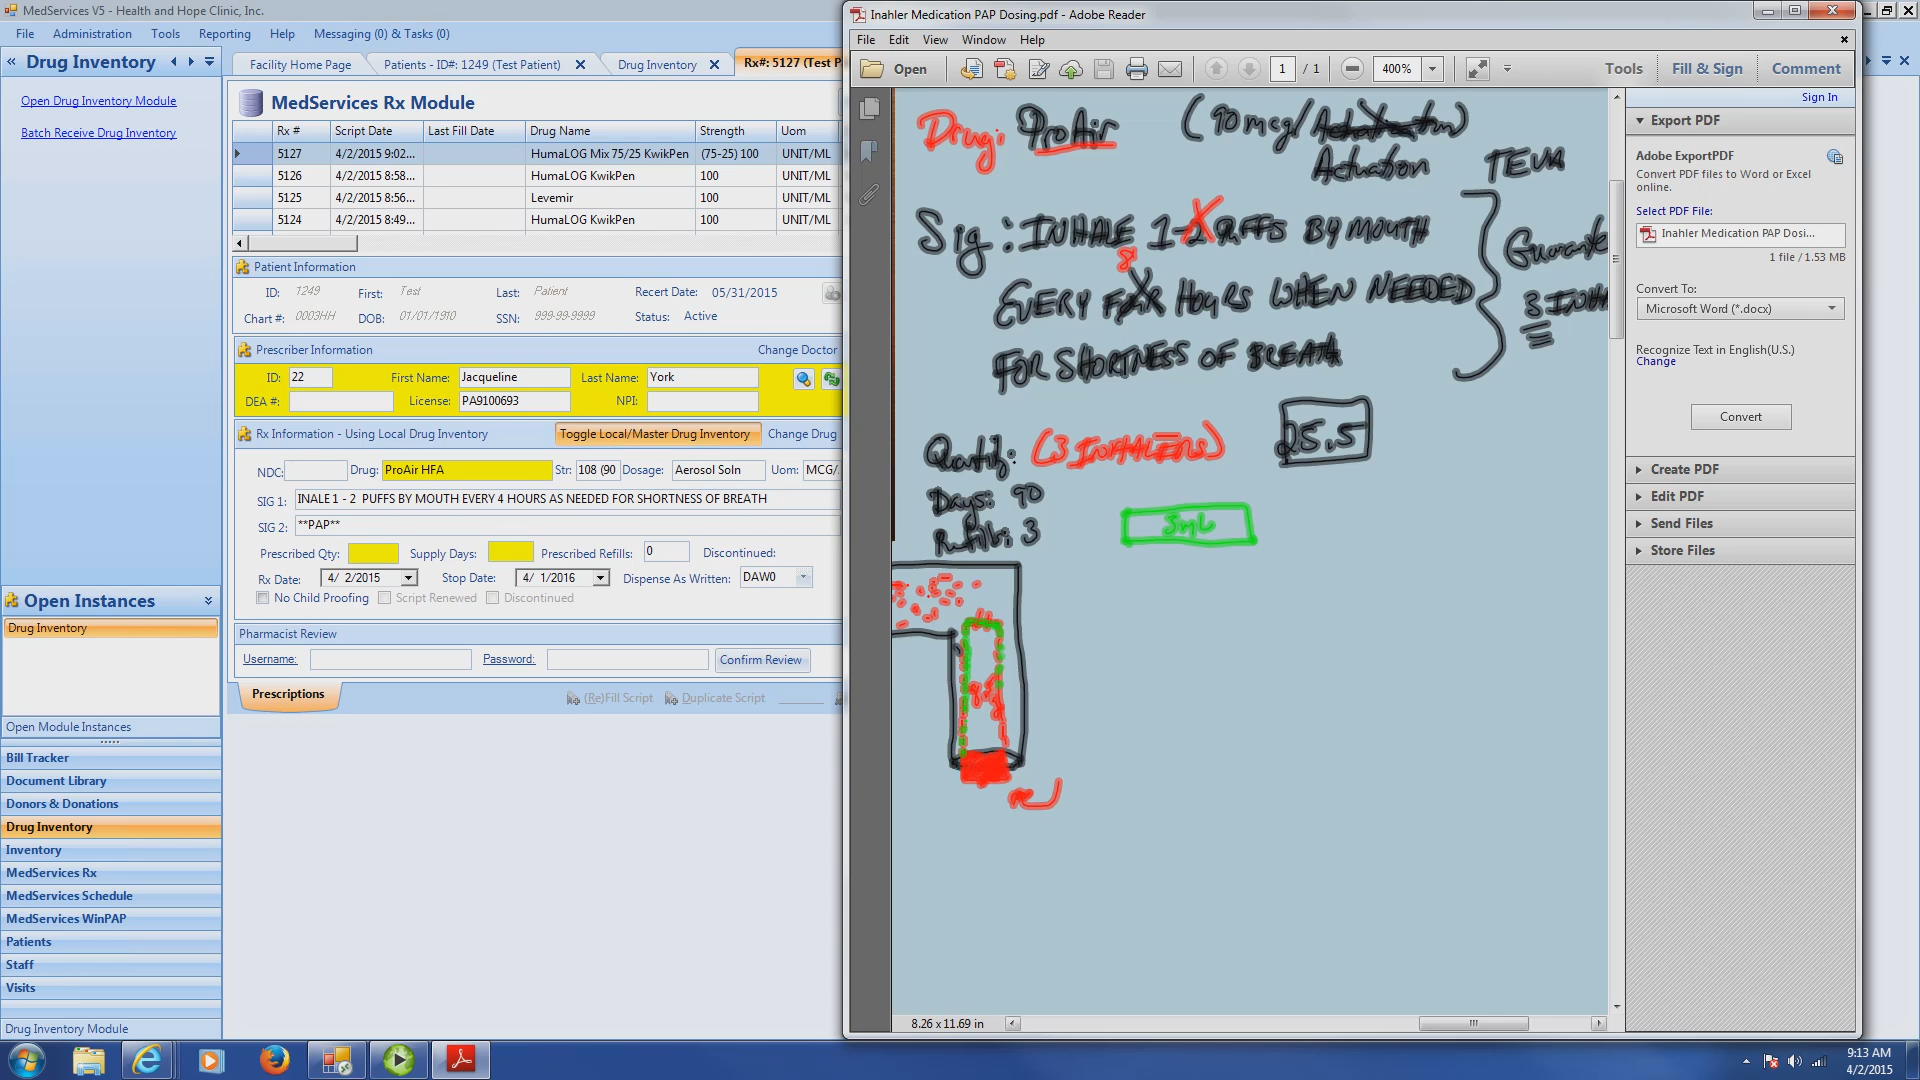 MedServices V5 - Health and Hope Clinic, Inc.
File Administration Tools Reporting Help Messaging (0) & Tasks (0)
« Drug Inventory
Open Drug Inventory Module
Batch Receive Drug Inventory
Facility Home Page
Patients - ID#: 1249 (Test Patient)
Drug Inventory
Rx#: 5127 (Test P
MedServices Rx Module
Rx # Script Date Last Fill Date Drug Name Strength Uom
5127 4/2/2015 9:02... HumaLOG Mix 75/25 KwikPen (75-25) 100 UNIT/ML
5126 4/2/2015 8:58... HumaLOG KwikPen 100 UNIT/ML
5125 4/2/2015 8:56... Levemir 100 UNIT/ML
5124 4/2/2015 8:49... HumaLOG KwikPen 100 UNIT/ML
Patient Information
ID: 1249 First: Test Last: Patient Recert Date: 05/31/2015
Chart #: 0003HH DOB: 01/01/1910 SSN: 999-99-9999 Status: Active
Prescriber Information Change Doctor
ID: 22 First Name: Jacqueline Last Name: York
DEA #: License: PA9100693 NPI:
Rx Information - Using Local Drug Inventory Toggle Local/Master Drug Inventory Change Drug
NDC: Drug: ProAir HFA Str: 108 (90 Dosage: Aerosol Soln Uom: MCG/
SIG 1: INALE 1 - 2 PUFFS BY MOUTH EVERY 4 HOURS AS NEEDED FOR SHORTNESS OF BREATH
SIG 2: **PAP**
Prescribed Qty: Supply Days: Prescribed Refills: 0 Discontinued:
Rx Date: 4/ 2/2015 Stop Date: 4/ 1/2016 Dispense As Written: DAW0
No Child Proofing Script Renewed Discontinued
Pharmacist Review
Username: Password: Confirm Review
Prescriptions
(Re)Fill Script Duplicate Script
Open Instances
Drug Inventory
Open Module Instances
Bill Tracker
Document Library
Donors & Donations
Drug Inventory
Inventory
MedServices Rx
MedServices Schedule
MedServices WinPAP
Patients
Staff
Visits
Drug Inventory Module
Inahler Medication PAP Dosing.pdf - Adobe Reader
File Edit View Window Help
Open 1 / 1 400% Tools Fill & Sign Comment
Drug: ProAir (90mcg/Actuation)
Actuation
TEVA
Sig: INHALE 1-2 PUFFS BY MOUTH
8
EVERY FOUR HOURS WHEN NEEDED
FOR SHORTNESS OF BREATH
Guarante
3 INHA
Quantity: (3 INHALERS) 25.5
Days: 90
Refills: 3
3mL
8.26 x 11.69 in
Sign In
Export PDF
Adobe ExportPDF
Convert PDF files to Word or Excel
online.
Select PDF File:
Inahler Medication PAP Dosi...
1 file / 1.53 MB
Convert To:
Microsoft Word (*.docx)
Recognize Text in English(U.S.)
Change
Convert
Create PDF
Edit PDF
Send Files
Store Files
9:13 AM
4/2/2015